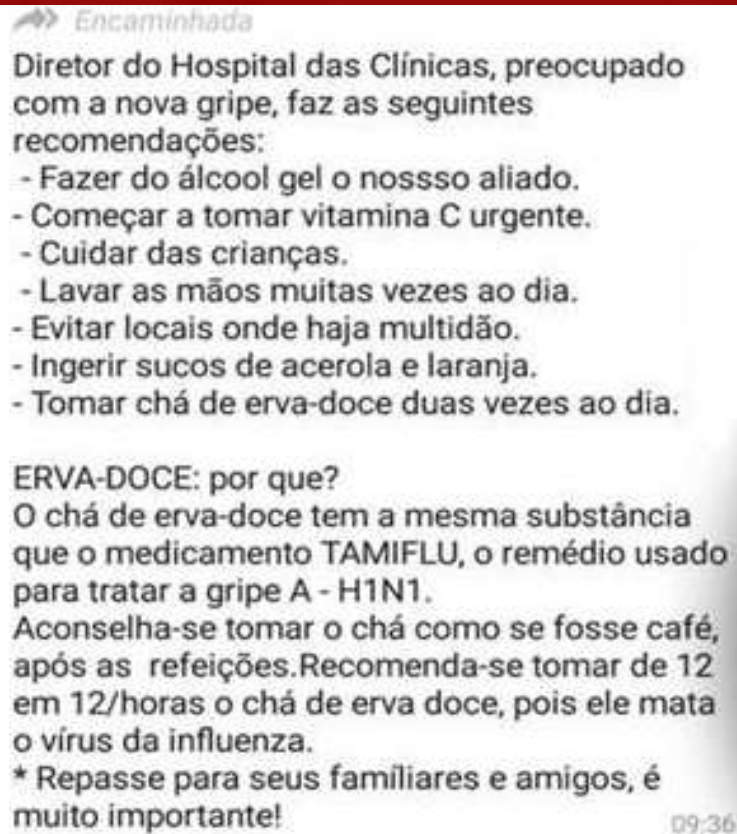 Encaminhada
Diretor do Hospital das Clínicas, preocupado
com a nova gripe, faz as seguintes
recomendações:
- Fazer do álcool gel o nossso aliado.
- Começar a tomar vitamina C urgente.
- Cuidar das crianças.
- Lavar as mãos muitas vezes ao dia.
- Evitar locais onde haja multidão.
- Ingerir sucos de acerola e laranja.
- Tomar chá de erva-doce duas vezes ao dia.
ERVA-DOCE: por que?
O chá de erva-doce tem a mesma substância
que o medicamento TAMIFLU, o remédio usado
para tratar a gripe A - H1N1.
Aconselha-se tomar o chá como se fosse café,
após as  refeições.Recomenda-se tomar de 12
em 12/horas o chá de erva doce, pois ele mata
o vírus da influenza.
* Repasse para seus famíliares e amigos, é
muito importante!
09:36